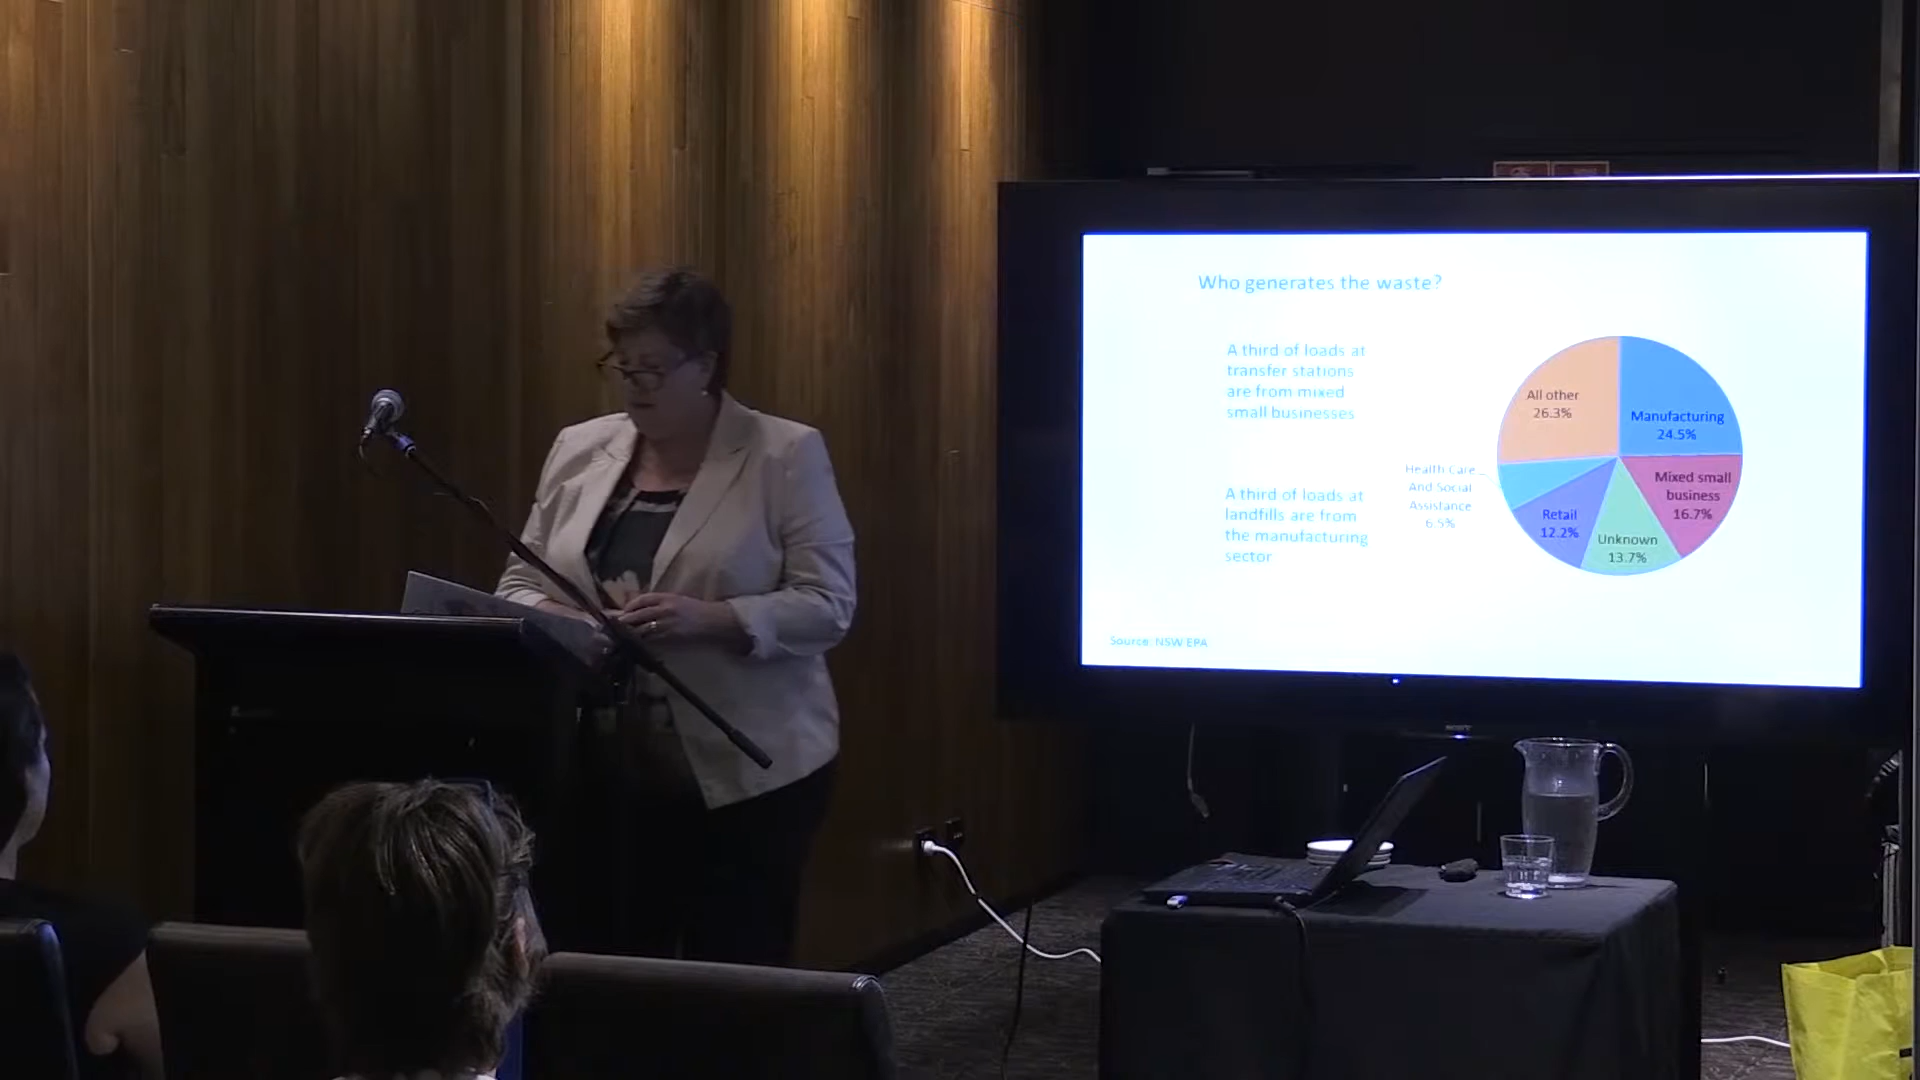 Who generates the waste?
A third of loads at
transfer stations
are from mixed
small businesses
A third of loads at
landfills are from
the manufacturing
sector
All other
26.3%
Manufacturing
24.5%
Mixed small
business
16.7%
Unknown
13.7%
Retail
12.2%
Health Care
And Social
Assistance
6.5%
Source: NSW EPA
SONY